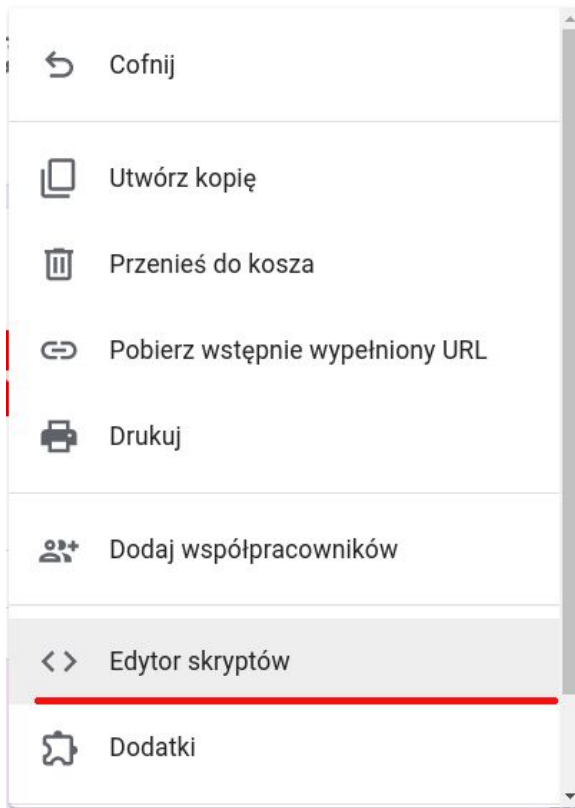 Cofnij
Utwórz kopię
Przenieś do kosza
Pobierz wstępnie wypełniony URL
Drukuj
Dodaj współpracowników
Edytor skryptów
Dodatki